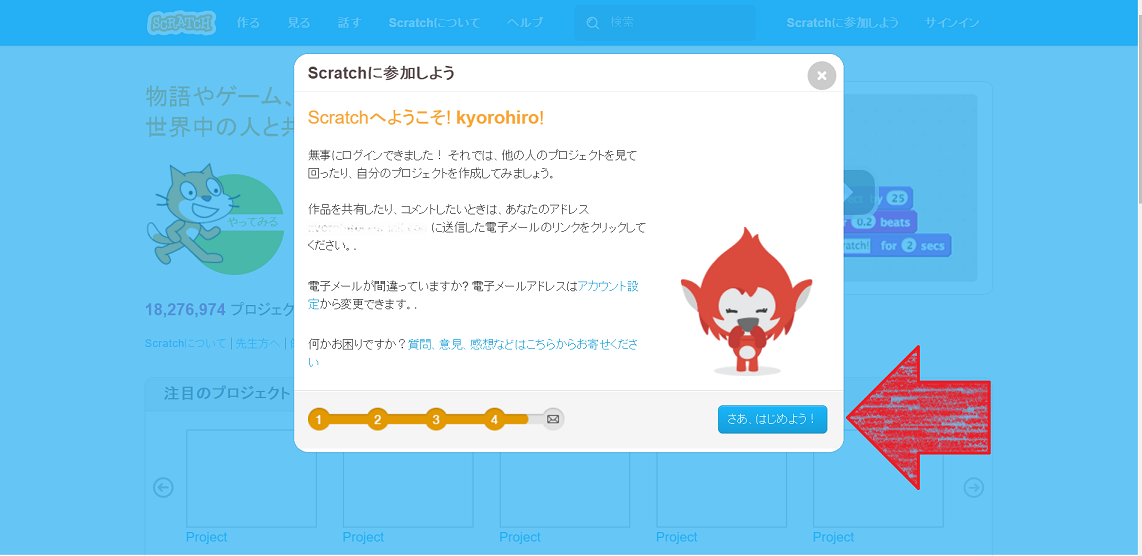 SCRATCH
作る 見る 話す Scratchについて ヘルプ 検索 Scratchに参加しよう サインイン
Scratchに参加しよう
物語やゲーム、
世界中の人と共
Scratchへようこそ! kyorohiro!
無事にログインできました！ それでは、他の人のプロジェクトを見て
回ったり、自分のプロジェクトを作成してみましょう。
作品を共有したり、コメントしたいときは、あなたのアドレス
に送信した電子メールのリンクをクリックして
ください。.
電子メールが間違っていますか？電子メールアドレスはアカウント設
定から変更できます。.
何かお困りですか？質問、意見、感想などはこちらからお寄せくださ
い
やってみる
25
0.2 beats
for 2 secs
18,276,974 プロジェクト
Scratchについて | 先生方へ |
注目のプロジェクト
1 2 3 4
さあ、はじめよう！
Project Project Project Project Project